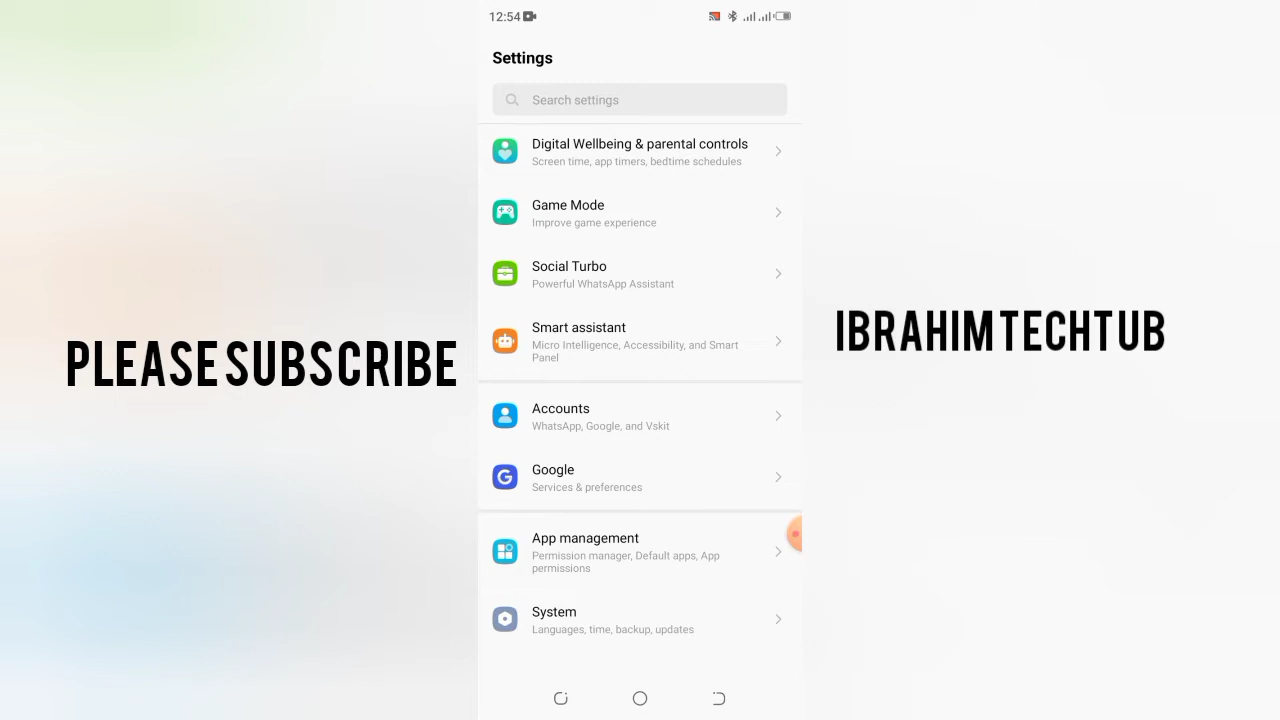 12:54
Settings
Search settings
Digital Wellbeing & parental controls
Screen time, app timers, bedtime schedules
Game Mode
Improve game experience
Social Turbo
Powerful WhatsApp Assistant
Smart assistant
Micro Intelligence, Accessibility, and Smart
Panel
Accounts
WhatsApp, Google, and Vskit
Google
Services & preferences
App management
Permission manager, Default apps, App
permissions
System
Languages, time, backup, updates
PLEASE SUBSCRIBE
IBRAHIM TECHTUB